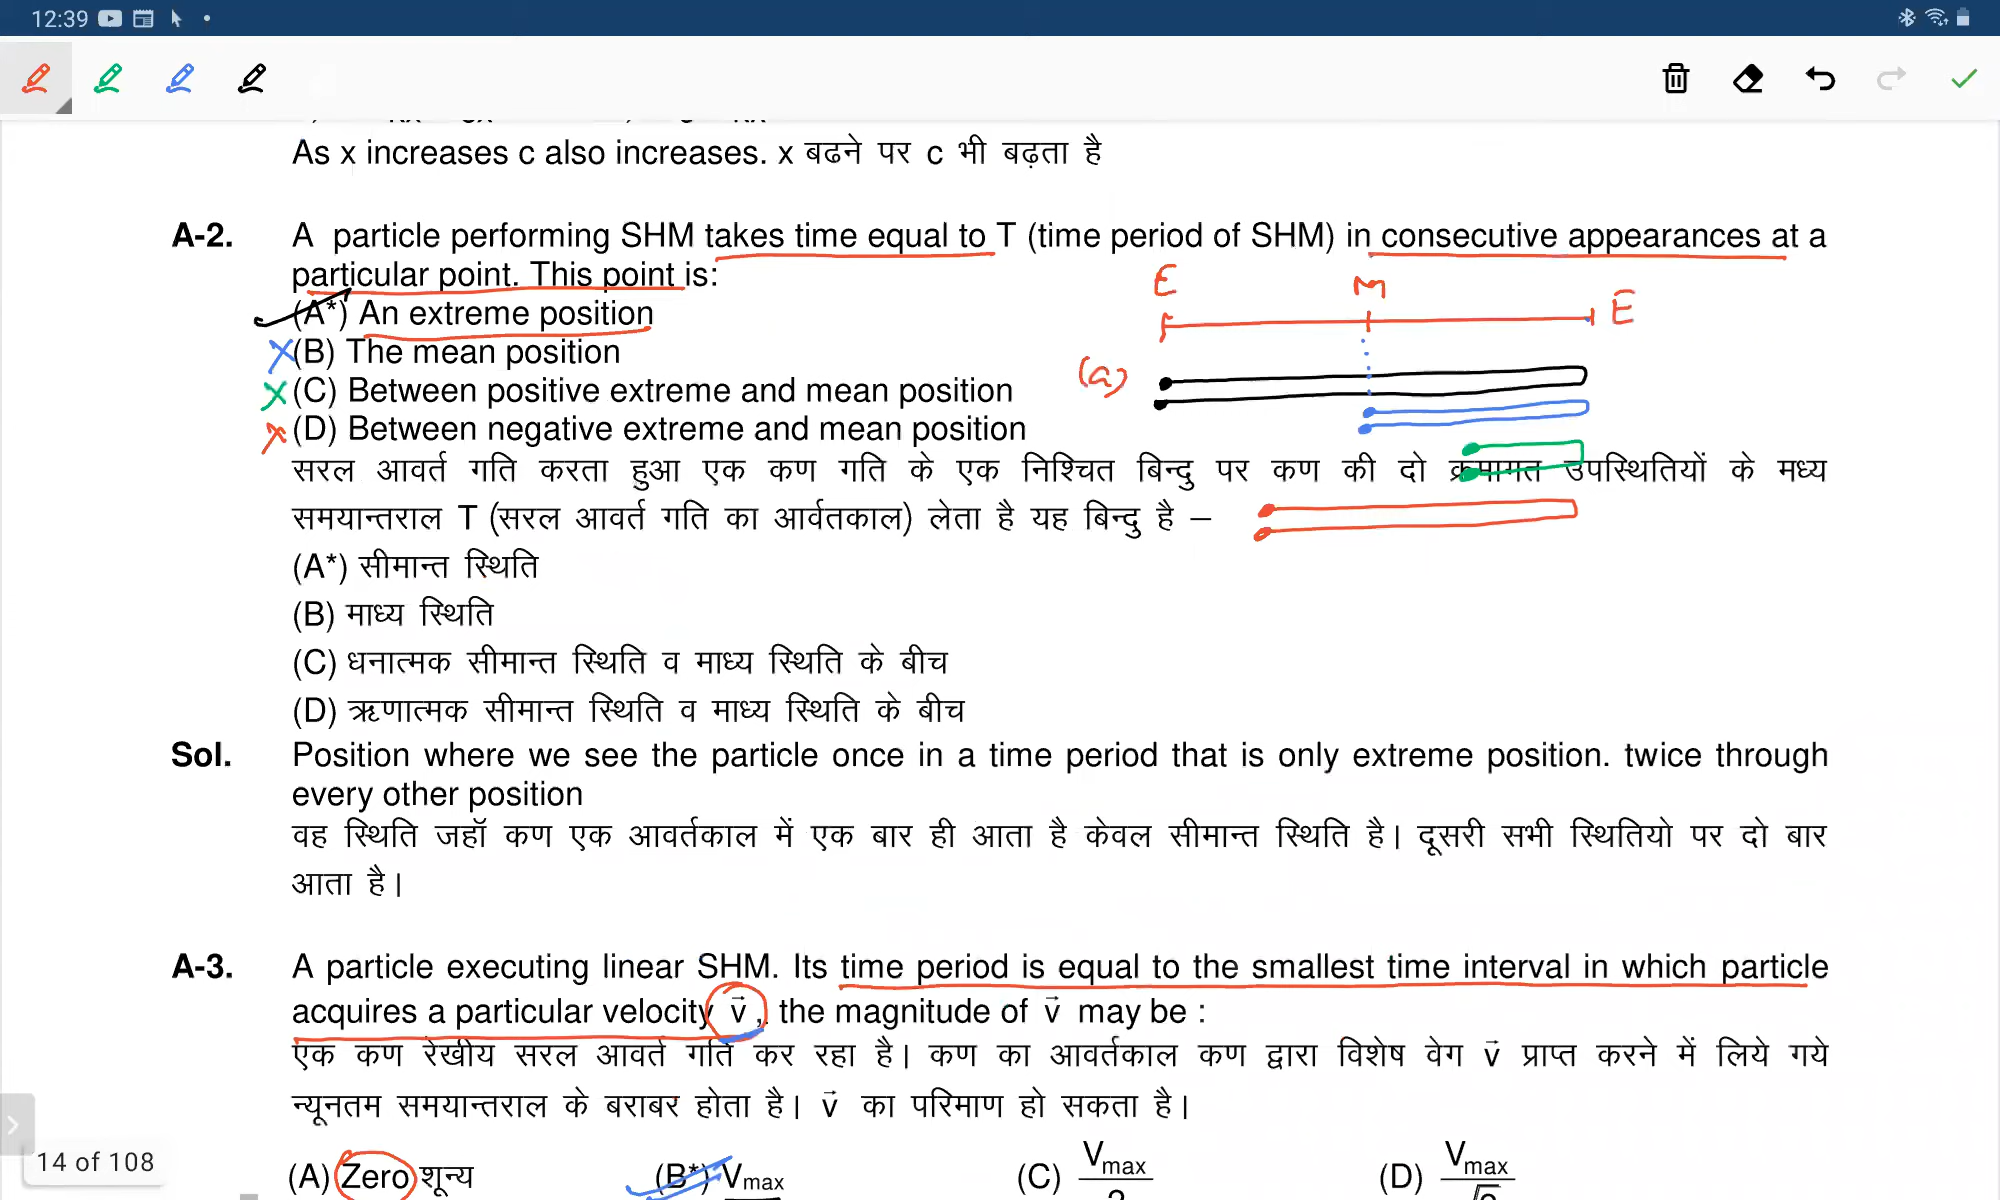 12:39
As x increases c also increases. x बढने पर c भी बढ़ता है
A-2. A particle performing SHM takes time equal to T (time period of SHM) in consecutive appearances at a
particular point. This point is:
E M E
(A*) An extreme position
(B) The mean position
(a)
(C) Between positive extreme and mean position
(D) Between negative extreme and mean position
सरल आवर्त गति करता हुआ एक कण गति के एक निश्चित बिन्दु पर कण की दो क्रमागत उपस्थितियों के मध्य
समयान्तराल T (सरल आवर्त गति का आर्वतकाल) लेता है यह बिन्दु है –
(A*) सीमान्त स्थिति
(B) माध्य स्थिति
(C) धनात्मक सीमान्त स्थिति व माध्य स्थिति के बीच
(D) ऋणात्मक सीमान्त स्थिति व माध्य स्थिति के बीच
Sol. Position where we see the particle once in a time period that is only extreme position. twice through
every other position
वह स्थिति जहॉ कण एक आवर्तकाल में एक बार ही आता है केवल सीमान्त स्थिति है। दूसरी सभी स्थितियो पर दो बार
आता है।
A-3. A particle executing linear SHM. Its time period is equal to the smallest time interval in which particle
acquires a particular velocity v⃗, the magnitude of v⃗ may be :
एक कण रेखीय सरल आवर्त गति कर रहा है। कण का आवर्तकाल कण द्वारा विशेष वेग v⃗ प्राप्त करने में लिये गये
न्यूनतम समयान्तराल के बराबर होता है। v⃗ का परिमाण हो सकता है।
14 of 108
(A) Zero शून्य (B*) Vmax (C) Vmax (D) Vmax